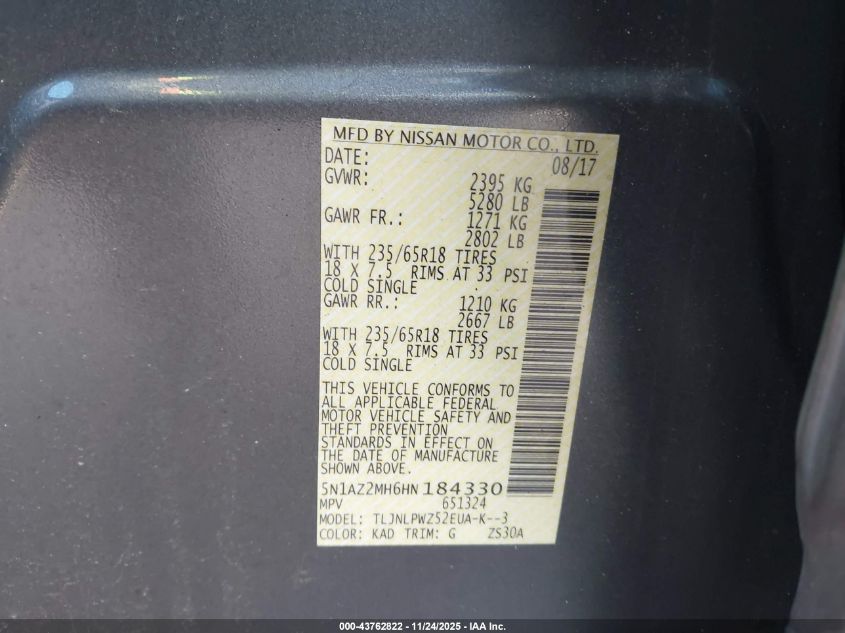 MFD BY NISSAN MOTOR CO., LTD.
DATE: 08/17
GVWR: 2395 KG
5280 LB
GAWR FR.: 1271 KG
2802 LB
WITH 235/65R18 TIRES
18 X 7.5 RIMS AT 33 PSI
COLD SINGLE
GAWR RR.: 1210 KG
2667 LB
WITH 235/65R18 TIRES
18 X 7.5 RIMS AT 33 PSI
COLD SINGLE
THIS VEHICLE CONFORMS TO
ALL APPLICABLE FEDERAL
MOTOR VEHICLE SAFETY AND
THEFT PREVENTION
STANDARDS IN EFFECT ON
THE DATE OF MANUFACTURE
SHOWN ABOVE.
5N1AZ2MH6HN184330
MPV 651324
MODEL: TLJNLPWZ52EUA-K--3
COLOR: KAD TRIM: G ZS30A
000-43762822 - 11/24/2025 - IAA Inc.